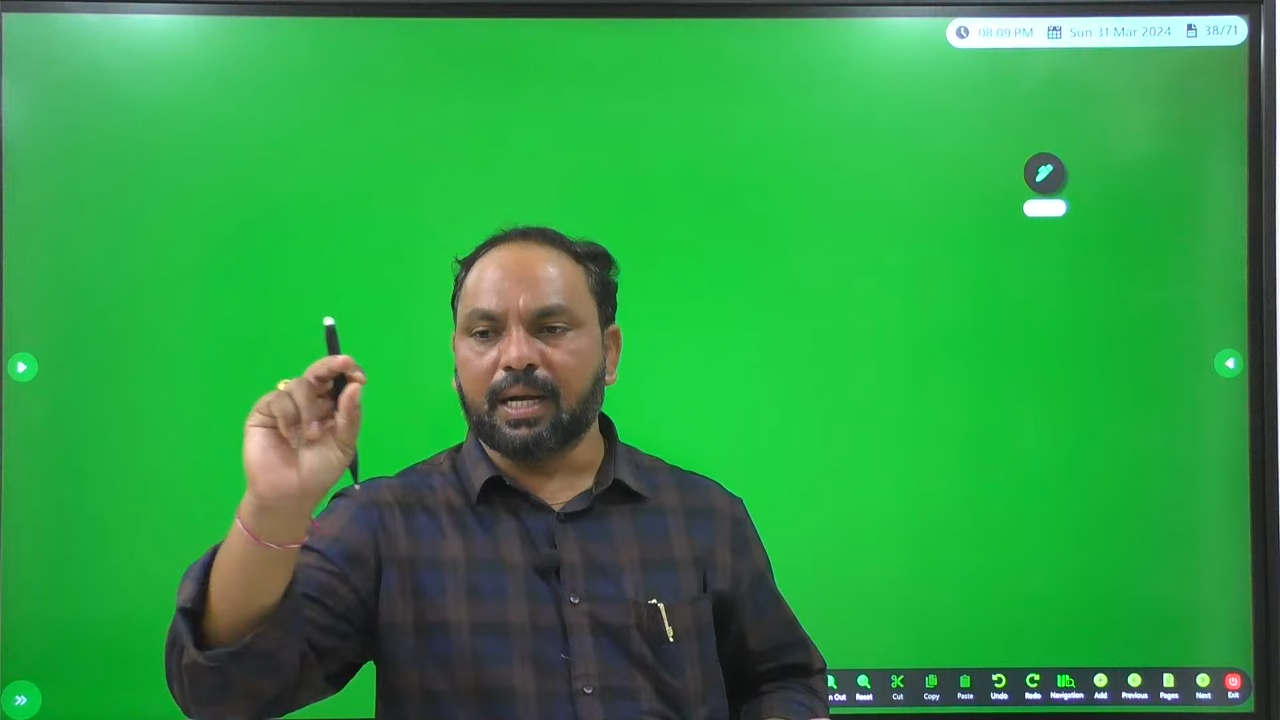 08:09 PM Sun 31 Mar 2024 38/71
n Out Reset Cut Copy Paste Undo Redo Navigation Add Previous Pages Next Exit